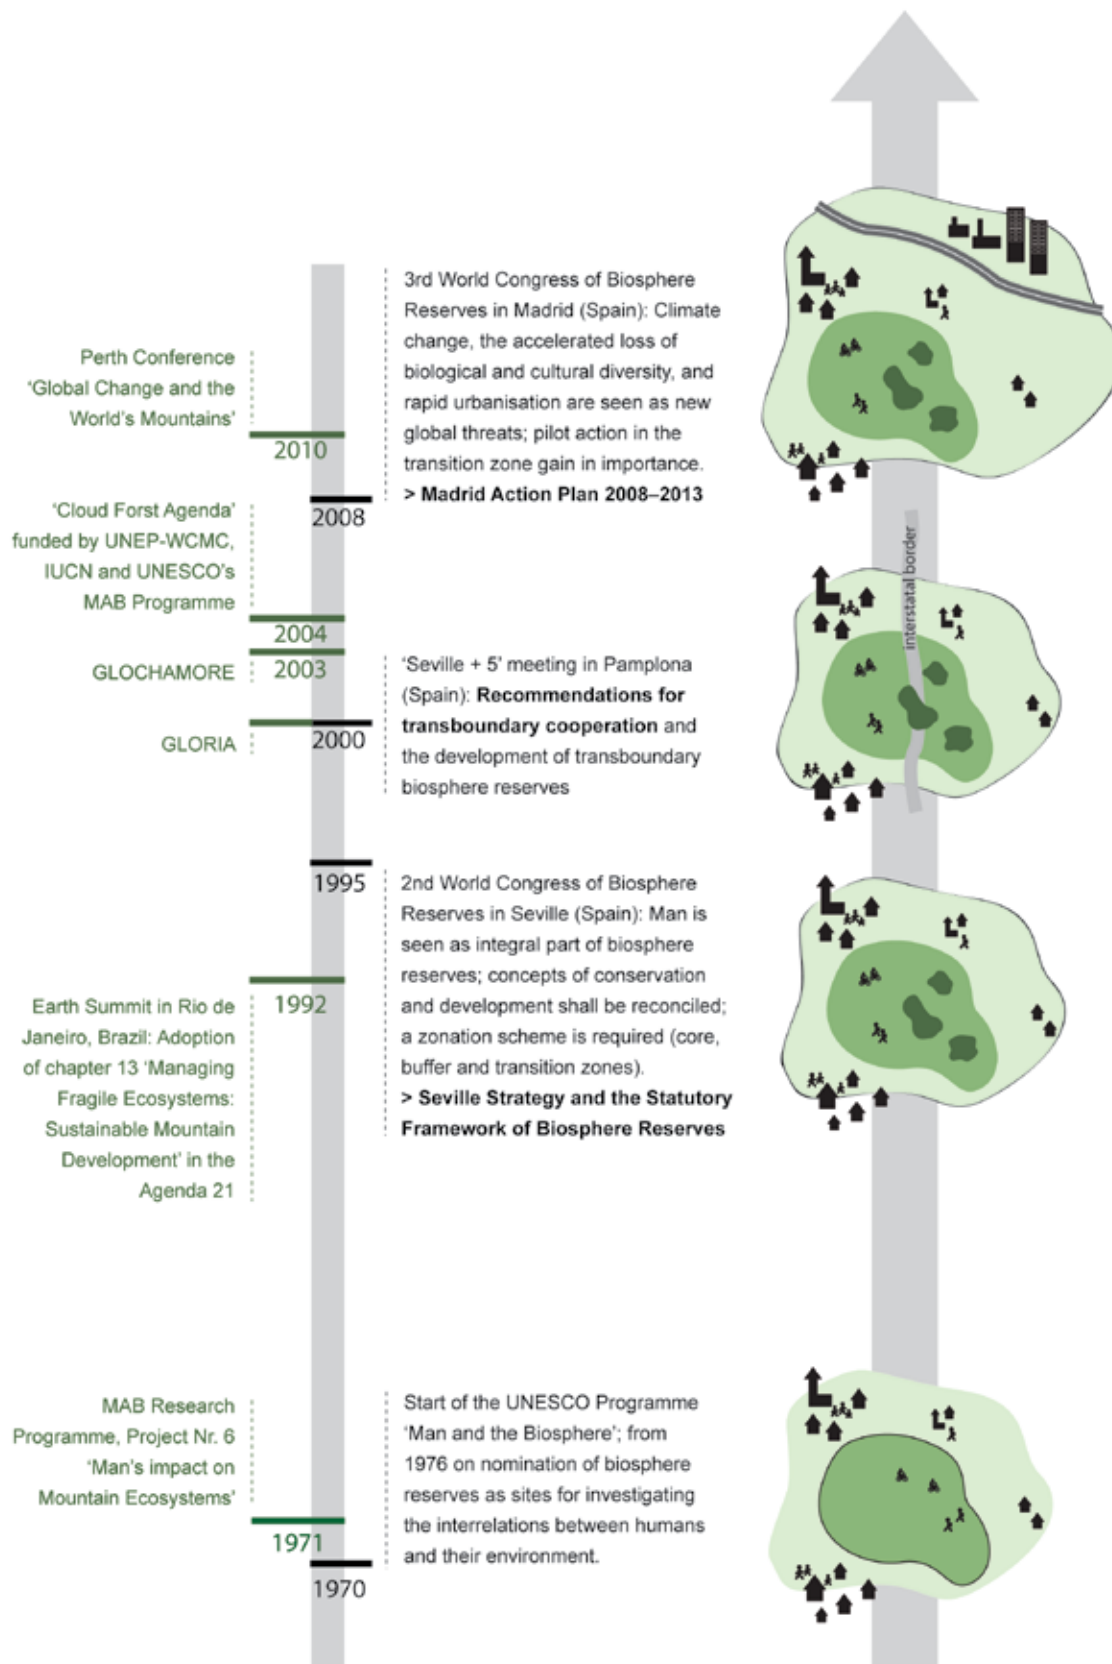 3rd World Congress of Biosphere
Reserves in Madrid (Spain): Climate
change, the accelerated loss of
biological and cultural diversity, and
rapid urbanisation are seen as new
global threats; pilot action in the
transition zone gain in importance.
> Madrid Action Plan 2008–2013
2008
Perth Conference
'Global Change and the
World's Mountains'
2010
'Cloud Forst Agenda'
funded by UNEP-WCMC,
IUCN and UNESCO's
MAB Programme
2004
GLOCHAMORE
2003
GLORIA
2000
'Seville + 5' meeting in Pamplona
(Spain): Recommendations for
transboundary cooperation and
the development of transboundary
biosphere reserves
interstatal border
1995
2nd World Congress of Biosphere
Reserves in Seville (Spain): Man is
seen as integral part of biosphere
reserves; concepts of conservation
and development shall be reconciled;
a zonation scheme is required (core,
buffer and transition zones).
> Seville Strategy and the Statutory
Framework of Biosphere Reserves
1992
Earth Summit in Rio de
Janeiro, Brazil: Adoption
of chapter 13 'Managing
Fragile Ecosystems:
Sustainable Mountain
Development' in the
Agenda 21
MAB Research
Programme, Project Nr. 6
'Man's impact on
Mountain Ecosystems'
1971
Start of the UNESCO Programme
'Man and the Biosphere'; from
1976 on nomination of biosphere
reserves as sites for investigating
the interrelations between humans
and their environment.
1970